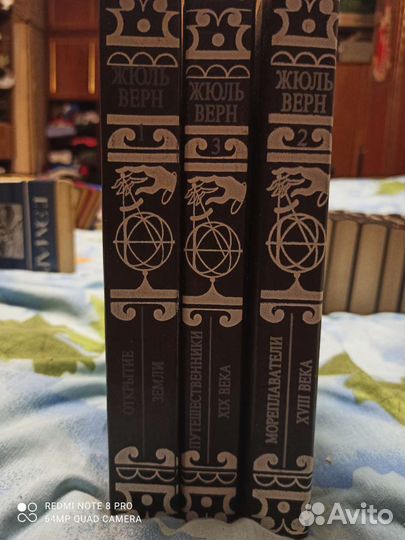 ЖЮЛЬ
ВЕРН
1
ОТКРЫТИЕ
ЗЕМЛИ
ЖЮЛЬ
ВЕРН
3
ПУТЕШЕСТВЕННИКИ
XIX ВЕКА
ЖЮЛЬ
ВЕРН
2
МОРЕПЛАВАТЕЛИ
XVIII ВЕКА
REDMI NOTE 8 PRO
64MP QUAD CAMERA
Avito